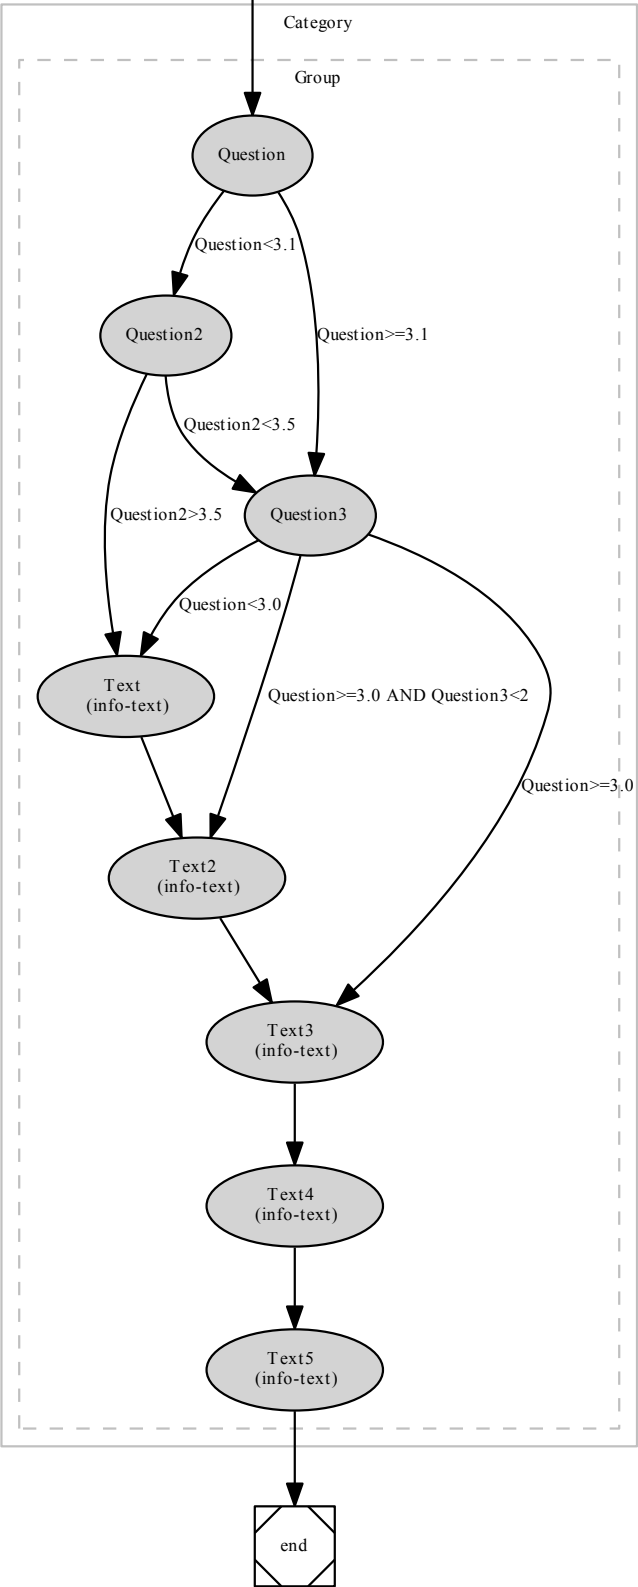 Category
Group
Question
Question<3.1
Question2
Question>=3.1
Question2<3.5
Question2>3.5
Question3
Question<3.0
Text
(info-text)
Question>=3.0 AND Question3<2
Question>=3.0
Text2
(info-text)
Text3
(info-text)
Text4
(info-text)
Text5
(info-text)
end